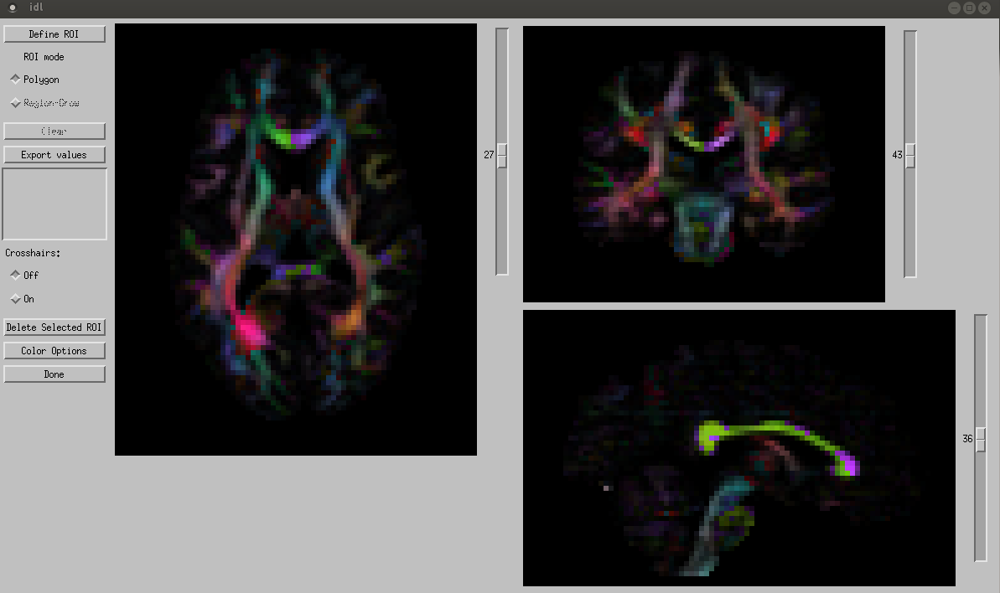 idl
Define ROI
ROI mode
Polygon
Region-Grow
Clear
Export values
Crosshairs:
Off
On
Delete Selected ROI
Color Options
Done
27
43
36